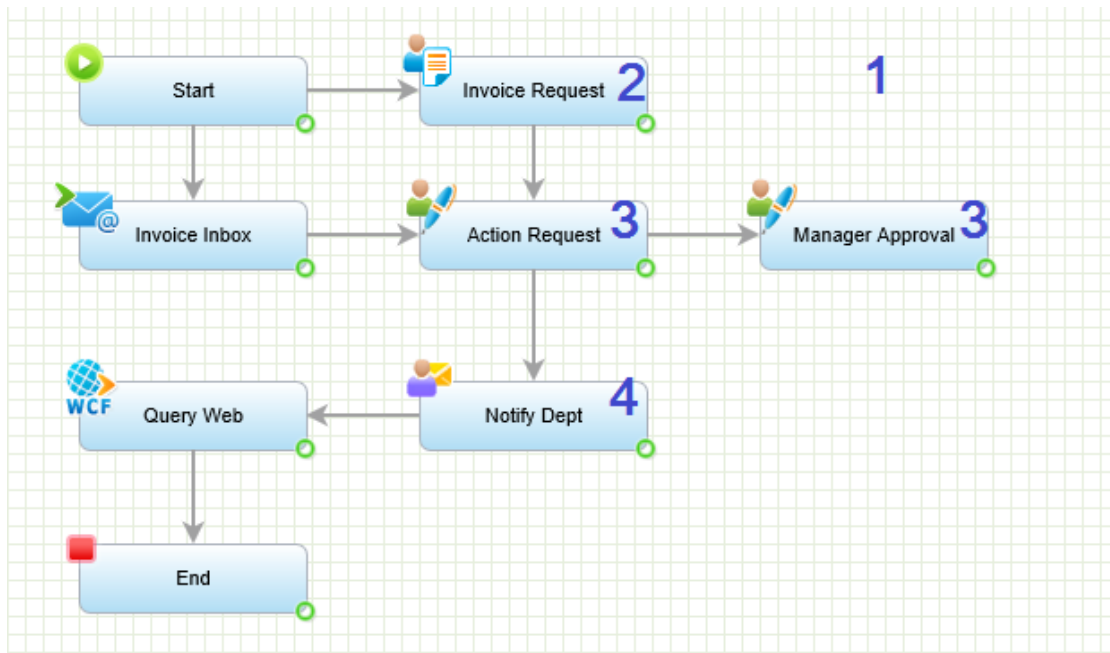 Start
Invoice Request 2
1
Invoice Inbox
@
Action Request 3
Manager Approval 3
WCF
Query Web
Notify Dept 4
End